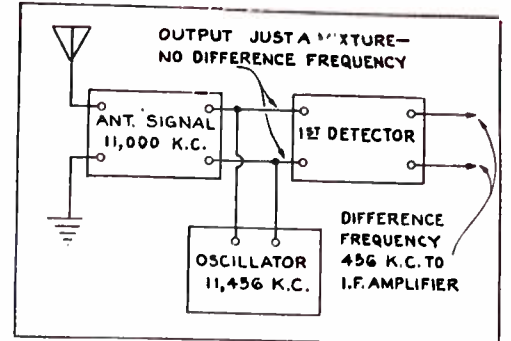 OUTPUT JUST A MIXTURE—
NO DIFFERENCE FREQUENCY
ANT. SIGNAL
11,000 K.C.
1ST DETECTOR
OSCILLATOR
11,456 K.C.
DIFFERENCE
FREQUENCY
456 K.C. TO
I.F. AMPLIFIER